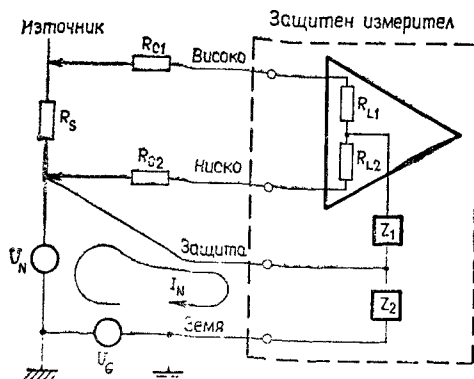 Източник
Защитен измерител
R_C1
Високо
R_S
R_L1
R_L2
R_C2
Ниско
Z_1
Защита
U_N
I_N
Z_2
Земя
U_G